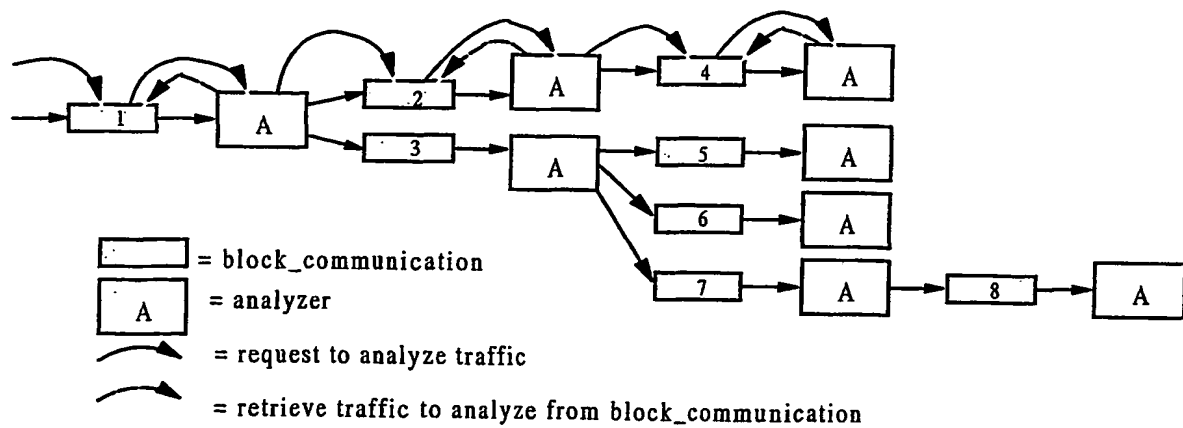 A
4
A
2
A
1
A
3
5
A
A
6
A
= block_communication
7
A
8
A
A
= analyzer
= request to analyze traffic
= retrieve traffic to analyze from block_communication